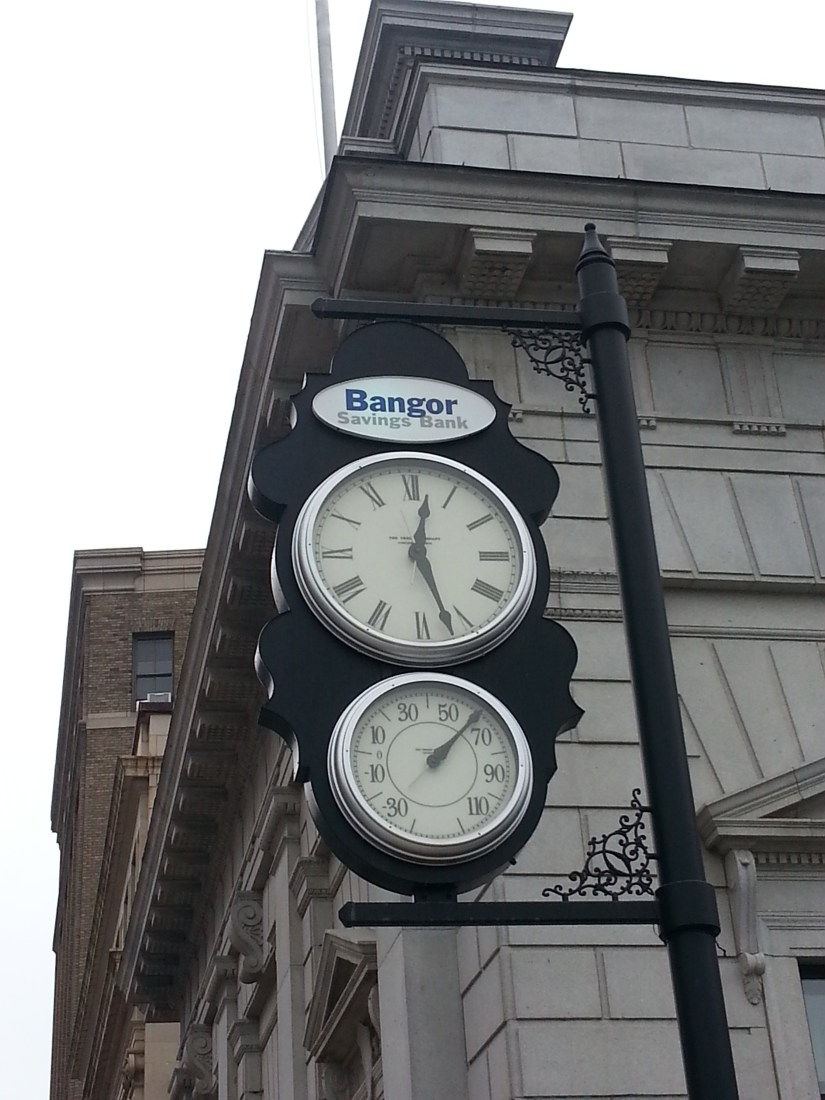 Bangor
Savings Bank
XII
I
II
III
IIII
V
VI
VII
VIII
IX
X
XI
30
50
10
70
0
-10
90
-30
110